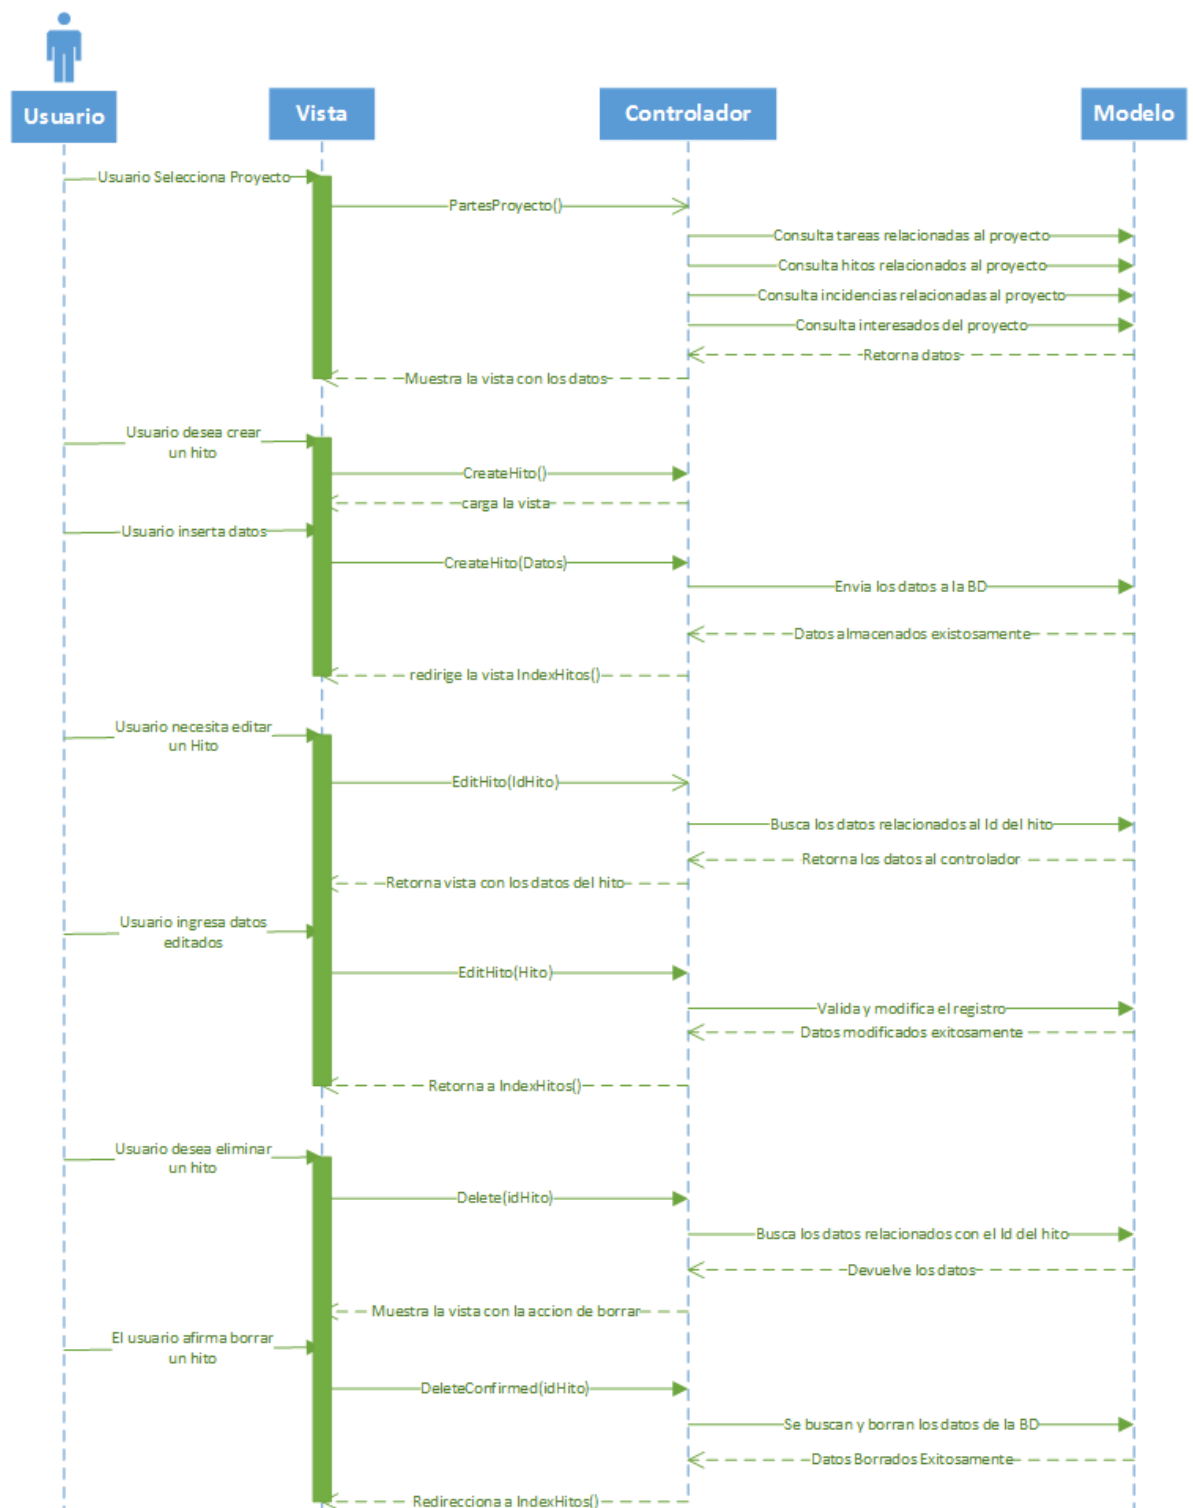 Usuario
Vista
Controlador
Modelo
Usuario Selecciona Proyecto
PartesProyecto()
Consulta tareas relacionadas al proyecto
Consulta hitos relacionados al proyecto
Consulta incidencias relacionadas al proyecto
Consulta interesados del proyecto
Retorna datos
Muestra la vista con los datos
Usuario desea crear
un hito
CreateHito()
carga la vista
Usuario inserta datos
CreateHito(Datos)
Envia los datos a la BD
Datos almacenados existosamente
redirige la vista IndexHitos()
Usuario necesita editar
un Hito
EditHito(IdHito)
Busca los datos relacionados al Id del hito
Retorna los datos al controlador
Retorna vista con los datos del hito
Usuario ingresa datos
editados
EditHito(Hito)
Valida y modifica el registro
Datos modificados exitosamente
Retorna a IndexHitos()
Usuario desea eliminar
un hito
Delete(idHito)
Busca los datos relacionados con el Id del hito
Devuelve los datos
Muestra la vista con la accion de borrar
El usuario afirma borrar
un hito
DeleteConfirmed(idHito)
Se buscan y borran los datos de la BD
Datos Borrados Exitosamente
Redirecciona a IndexHitos()